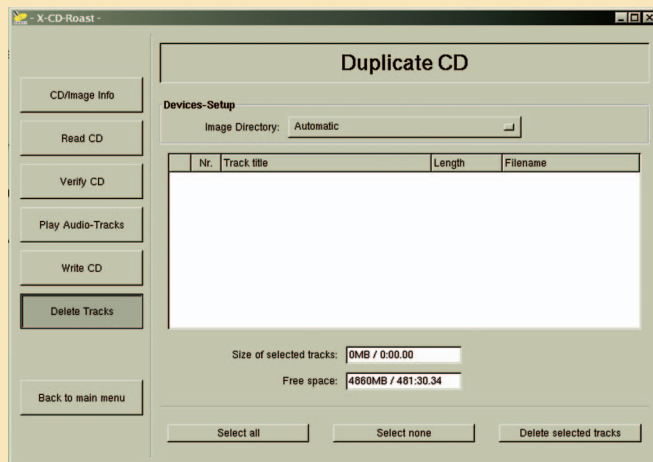 - X-CD-Roast -
Duplicate CD
CD/Image Info
Read CD
Verify CD
Play Audio-Tracks
Write CD
Delete Tracks
Back to main menu
Devices-Setup
Image Directory: Automatic
Nr. Track title Length Filename
Size of selected tracks: 0MB / 0:00.00
Free space: 4860MB / 481:30.34
Select all Select none Delete selected tracks